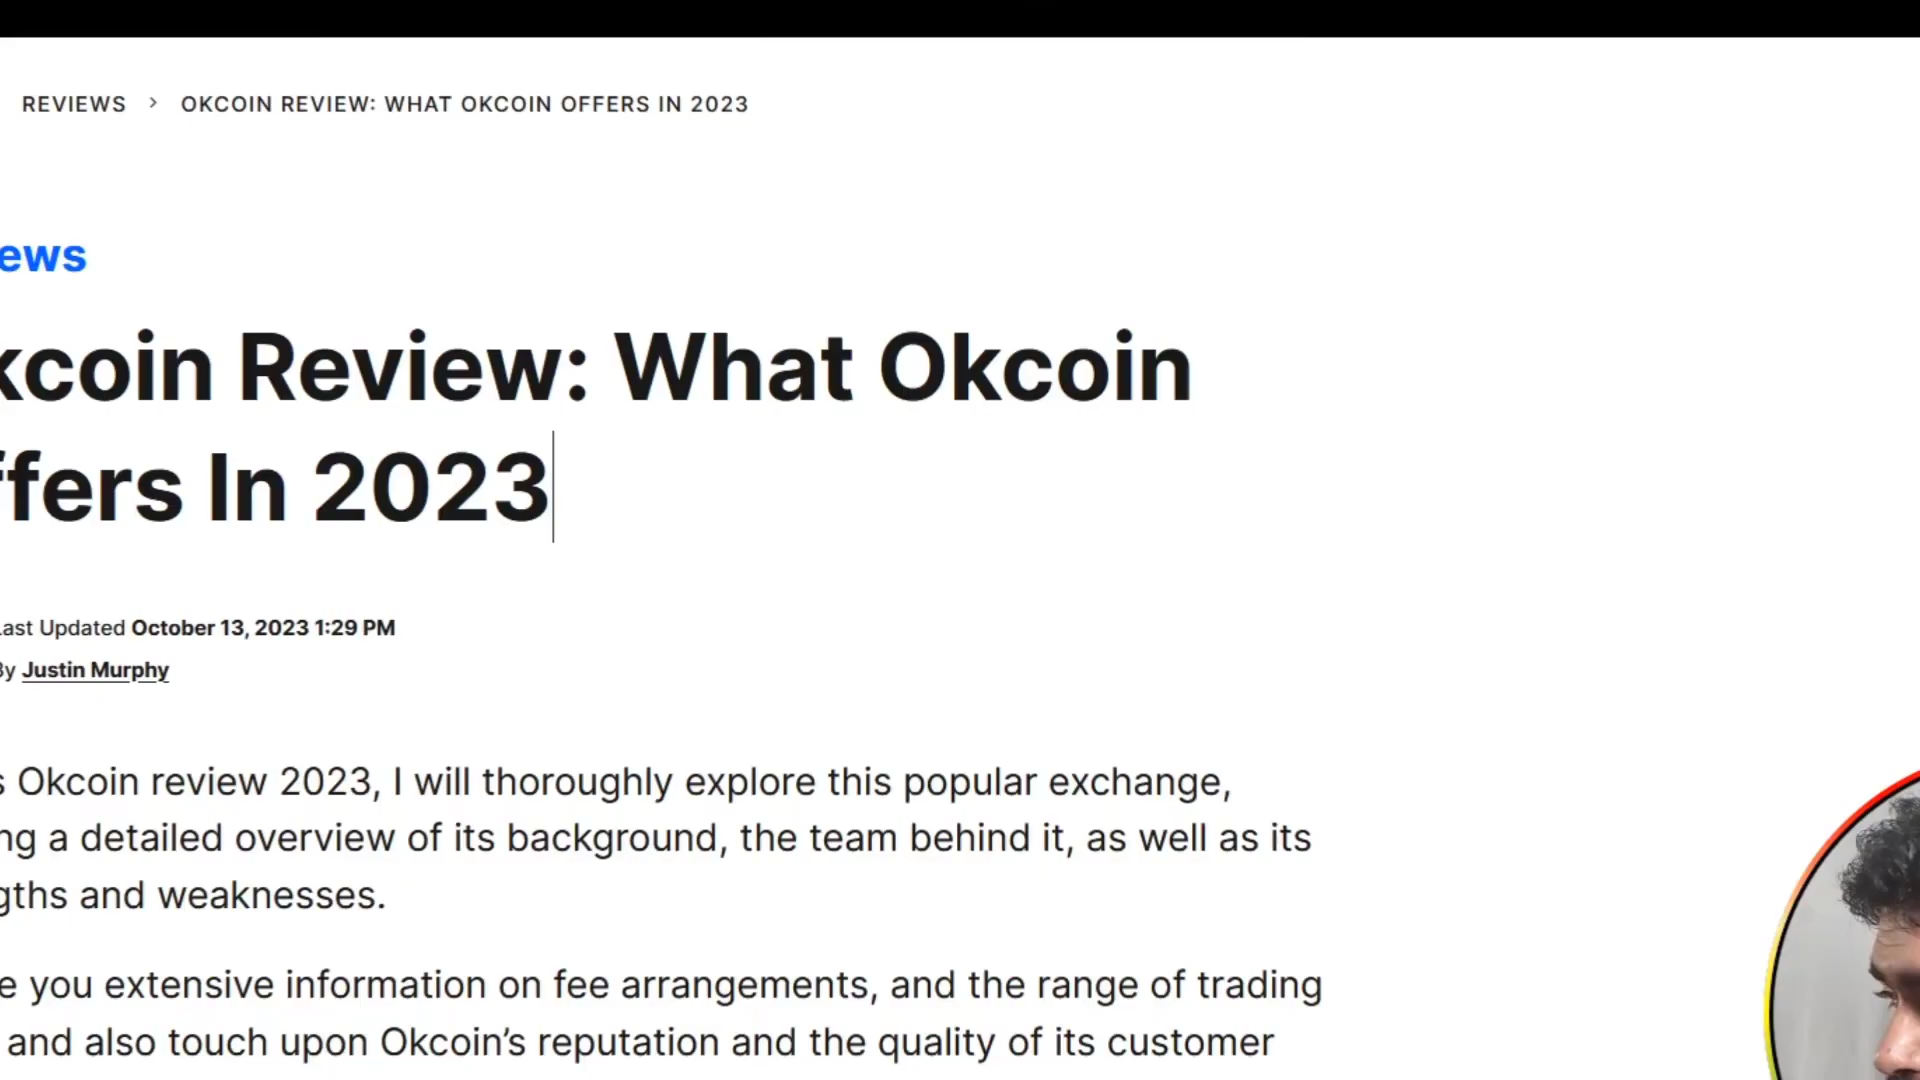 REVIEWS > OKCOIN REVIEW: WHAT OKCOIN OFFERS IN 2023
ews
kcoin Review: What Okcoin
ffers In 2023
Last Updated October 13, 2023 1:29 PM
By Justin Murphy
s Okcoin review 2023, I will thoroughly explore this popular exchange,
ng a detailed overview of its background, the team behind it, as well as its
gths and weaknesses.
e you extensive information on fee arrangements, and the range of trading
and also touch upon Okcoin’s reputation and the quality of its customer